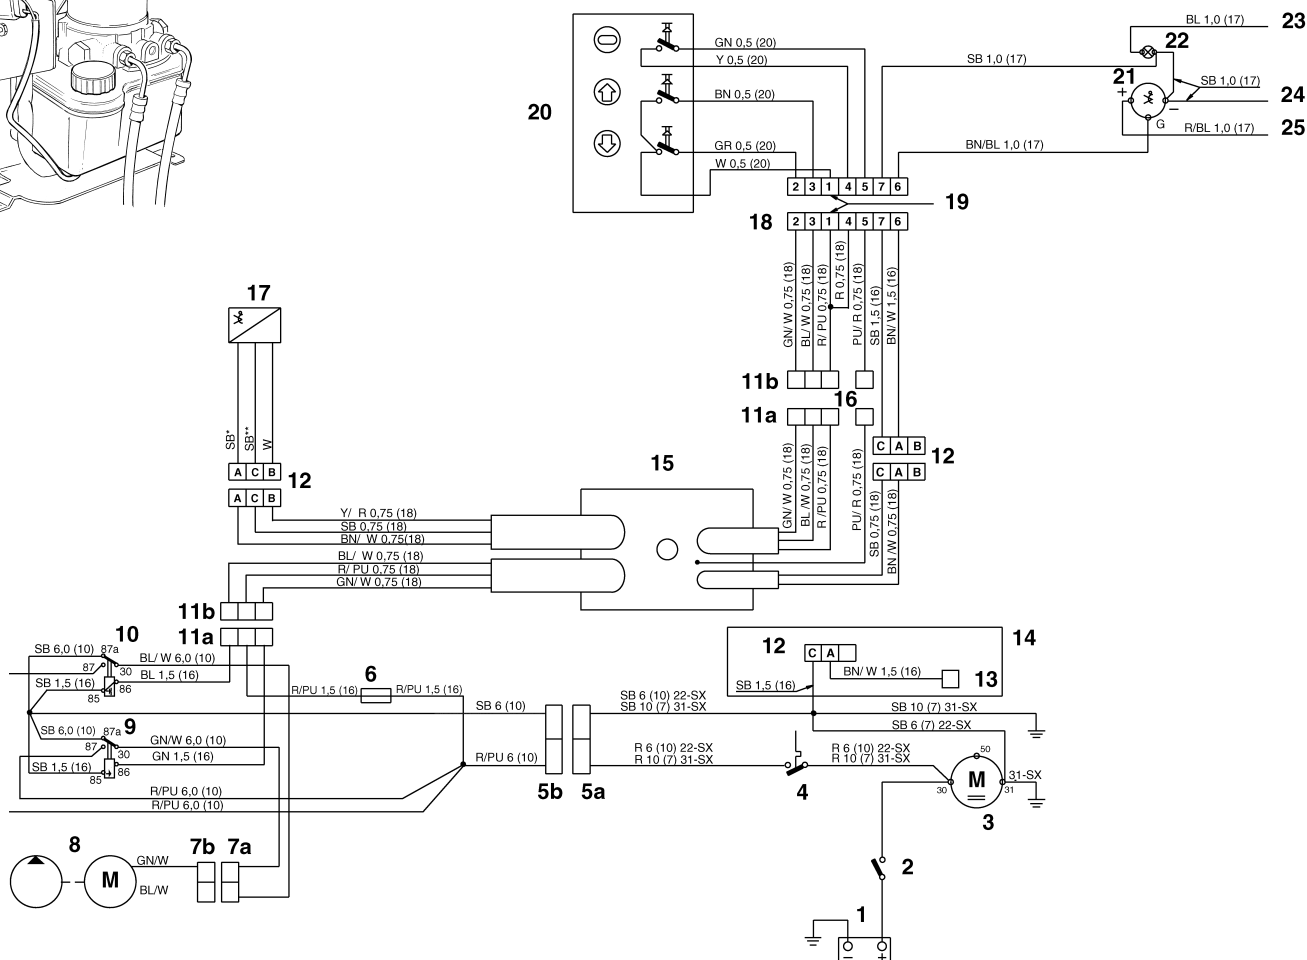 BL 1,0 (17)
23
22
SB 1,0 (17)
21
+
−
G
SB 1,0 (17)
24
R/BL 1,0 (17)
25
BN/BL 1,0 (17)
20
GN 0,5 (20)
Y 0,5 (20)
BN 0,5 (20)
GR 0,5 (20)
W 0,5 (20)
2 3 1 4 5 7 6
19
18
2 3 1 4 5 7 6
GN/ W 0,75 (18)
BL/ W 0,75 (18)
R/ PU 0,75 (18)
R 0,75 (18)
PU/ R 0,75 (18)
SB 1,5 (16)
BN/ W 1,5 (16)
11b
16
11a
GN/ W 0,75 (18)
BL /W 0,75 (18)
R /PU 0,75 (18)
PU/ R 0,75 (18)
C A B
12
C A B
SB 0,75 (18)
BN /W 0,75 (18)
17
SB*
SB**
W
A C B
12
A C B
15
Y/ R 0,75 (18)
SB 0,75 (18)
BN/ W 0,75(18)
BL/ W 0,75 (18)
R/ PU 0,75 (18)
GN/ W 0,75 (18)
11b
11a
10
SB 6,0 (10)
87a
87
30
BL/ W 6,0 (10)
BL 1,5 (16)
SB 1,5 (16)
86
85
6
R/PU 1,5 (16)
R/PU 1,5 (16)
SB 6 (10)
9
SB 6,0 (10)
87a
87
30
GN/W 6,0 (10)
GN 1,5 (16)
SB 1,5 (16)
86
85
R/PU 6,0 (10)
R/PU 6,0 (10)
R/PU 6 (10)
5b
5a
SB 6 (10) 22-SX
SB 10 (7) 31-SX
R 6 (10) 22-SX
R 10 (7) 31-SX
4
R 6 (10) 22-SX
R 10 (7) 31-SX
14
12
C A
BN/ W 1,5 (16)
13
SB 1,5 (16)
SB 10 (7) 31-SX
SB 6 (7) 22-SX
50
M
30
31
31-SX
3
8
M
GN/W
BL/W
7b
7a
2
1
−
+